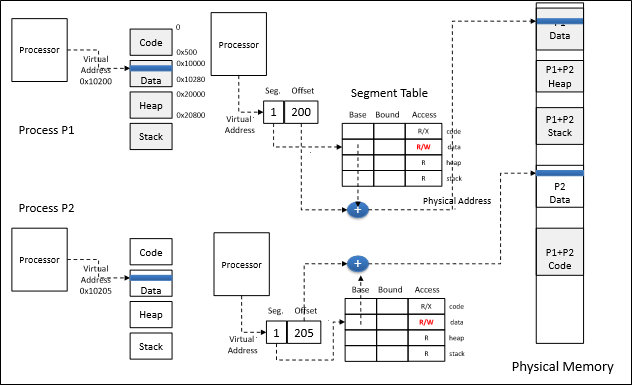 Processor
Virtual
Address
0x10200
Code
Data
Heap
Stack
0
0x500
0x10000
0x10280
0x20000
0x20800
Process P1
Processor
Virtual
Address
Seg. Offset
1 200
Segment Table
Base Bound Access
R/X code
R/W data
R heap
R stack
+
Physical Address
P1
Data
P1+P2
Heap
P1+P2
Stack
P2
Data
P1+P2
Code
Physical Memory
Process P2
Processor
Virtual
Address
0x10205
Code
Data
Heap
Stack
Processor
Virtual
Address
Seg. Offset
1 205
+
Base Bound Access
R/X code
R/W data
R heap
R stack